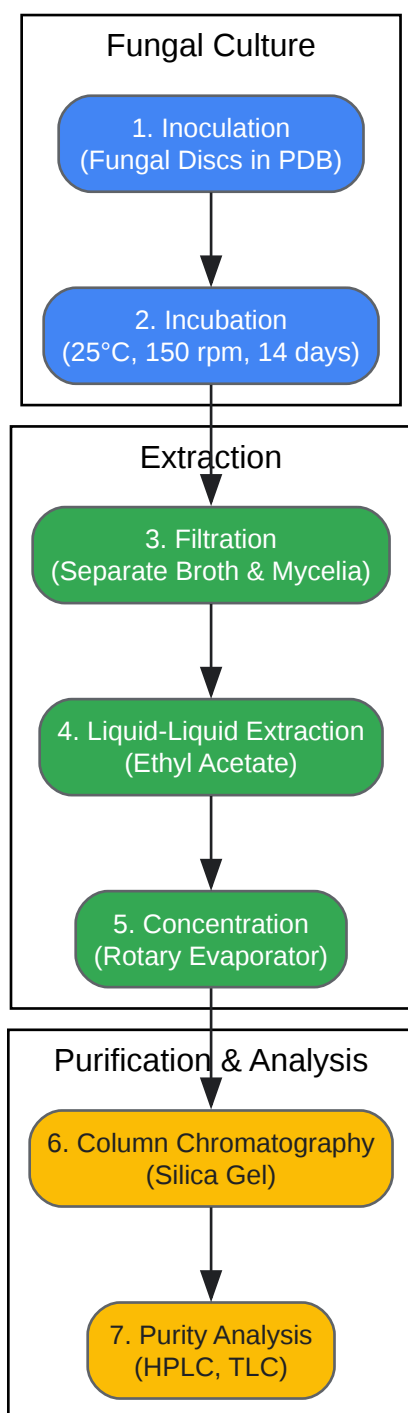 Fungal Culture
1. Inoculation
(Fungal Discs in PDB)
2. Incubation
(25°C, 150 rpm, 14 days)
Extraction
3. Filtration
(Separate Broth & Mycelia)
4. Liquid-Liquid Extraction
(Ethyl Acetate)
5. Concentration
(Rotary Evaporator)
Purification & Analysis
6. Column Chromatography
(Silica Gel)
7. Purity Analysis
(HPLC, TLC)